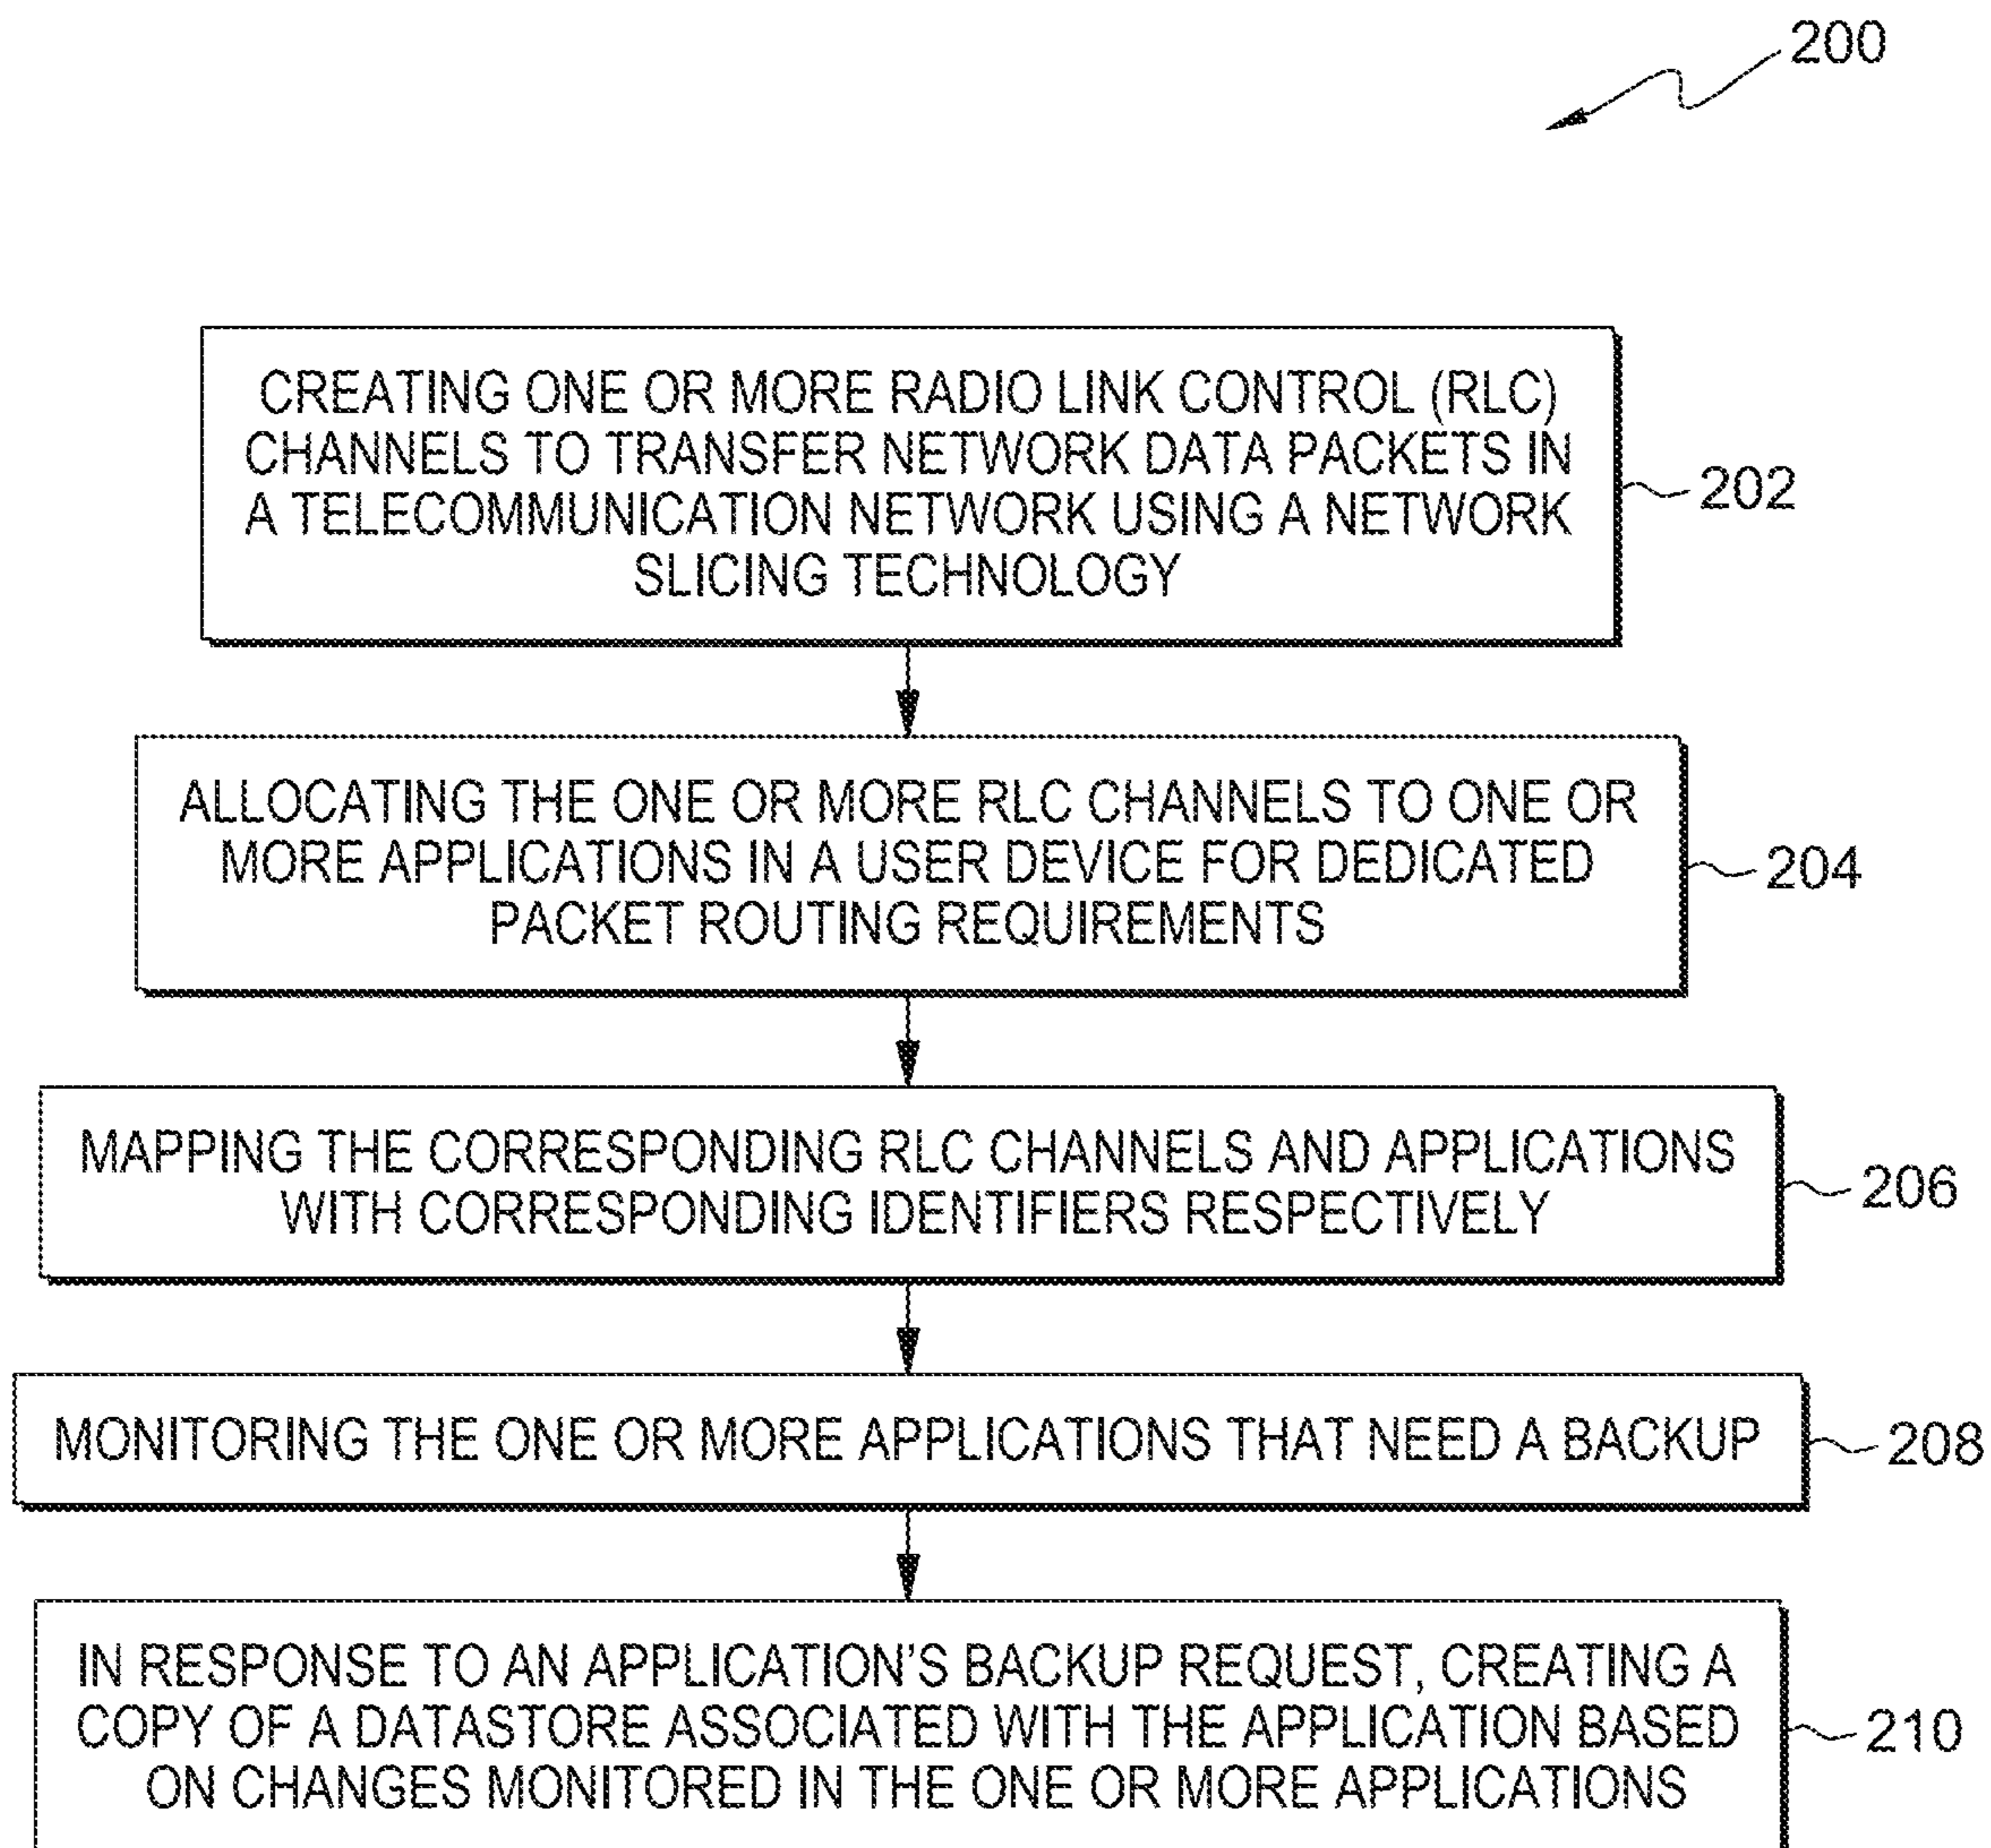 200
CREATING ONE OR MORE RADIO LINK CONTROL (RLC)
CHANNELS TO TRANSFER NETWORK DATA PACKETS IN
A TELECOMMUNICATION NETWORK USING A NETWORK
SLICING TECHNOLOGY
202
ALLOCATING THE ONE OR MORE RLC CHANNELS TO ONE OR
MORE APPLICATIONS IN A USER DEVICE FOR DEDICATED
PACKET ROUTING REQUIREMENTS
204
MAPPING THE CORRESPONDING RLC CHANNELS AND APPLICATIONS
WITH CORRESPONDING IDENTIFIERS RESPECTIVELY
206
MONITORING THE ONE OR MORE APPLICATIONS THAT NEED A BACKUP
208
IN RESPONSE TO AN APPLICATION'S BACKUP REQUEST, CREATING A
COPY OF A DATASTORE ASSOCIATED WITH THE APPLICATION BASED
ON CHANGES MONITORED IN THE ONE OR MORE APPLICATIONS
210